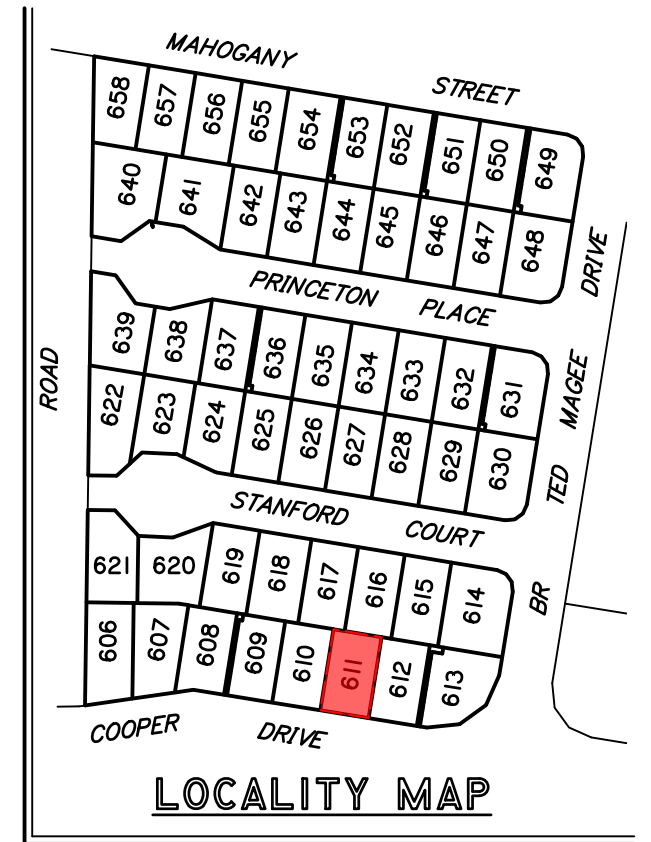 MAHOGANY STREET
658 657 656 655 654 653 652 651 650 649
640 641 642 643 644 645 646 647 648
DRIVE
PRINCETON PLACE
639 638 637 636 635 634 633 632 631
ROAD
MAGEE
622 623 624 625 626 627 628 629 630
TED
STANFORD COURT
621 620 619 618 617 616 615 614
BR
606 607 608 609 610 611 612 613
COOPER DRIVE
LOCALITY MAP